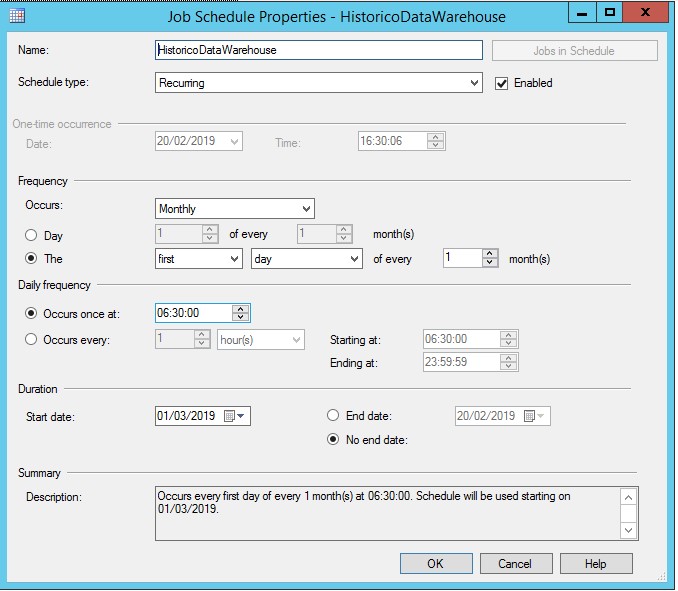 Job Schedule Properties - HistoricoDataWarehouse
Name: HistoricoDataWarehouse Jobs in Schedule
Schedule type: Recurring Enabled
One-time occurrence
Date: 20/02/2019 Time: 16:30:06
Frequency
Occurs: Monthly
Day 1 of every 1 month(s)
The first day of every 1 month(s)
Daily frequency
Occurs once at: 06:30:00
Occurs every: 1 hour(s) Starting at: 06:30:00
Ending at: 23:59:59
Duration
Start date: 01/03/2019 End date: 20/02/2019
No end date:
Summary
Description: Occurs every first day of every 1 month(s) at 06:30:00. Schedule will be used starting on
01/03/2019.
OK Cancel Help